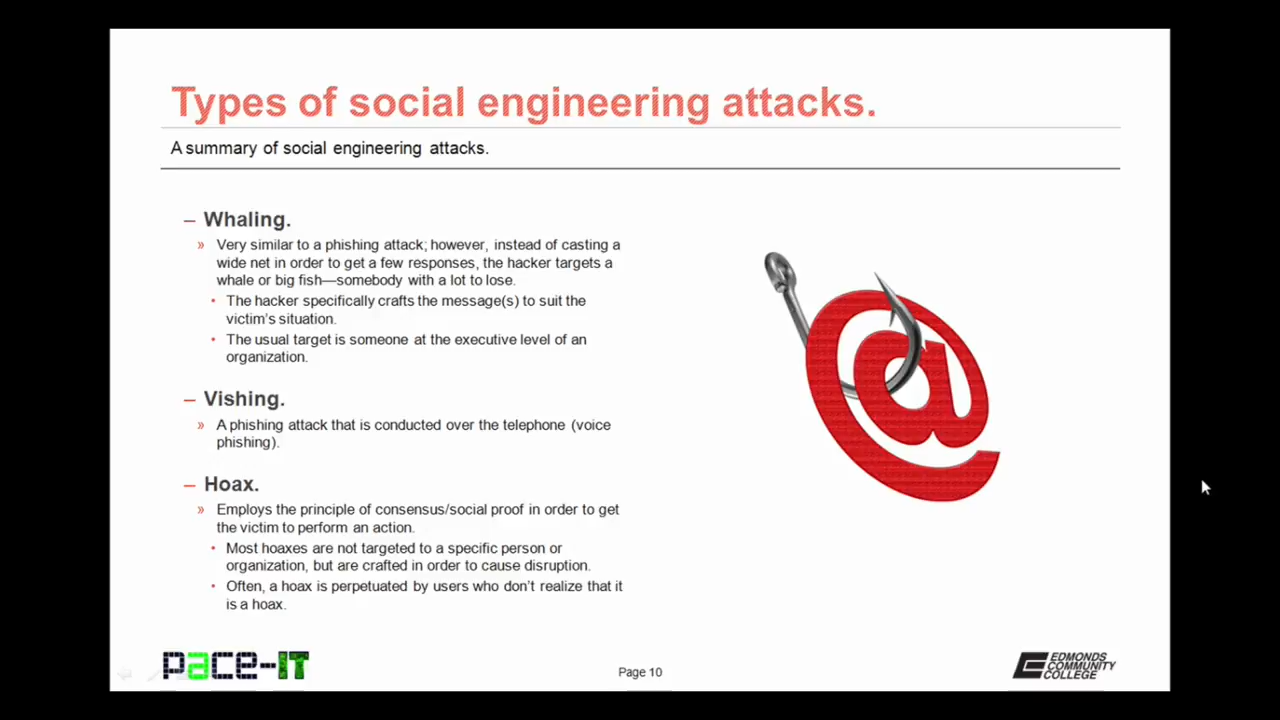 Types of social engineering attacks.
A summary of social engineering attacks.
– Whaling.
» Very similar to a phishing attack; however, instead of casting a
wide net in order to get a few responses, the hacker targets a
whale or big fish—somebody with a lot to lose.
• The hacker specifically crafts the message(s) to suit the
victim's situation.
• The usual target is someone at the executive level of an
organization.
– Vishing.
» A phishing attack that is conducted over the telephone (voice
phishing).
– Hoax.
» Employs the principle of consensus/social proof in order to get
the victim to perform an action.
• Most hoaxes are not targeted to a specific person or
organization, but are crafted in order to cause disruption.
• Often, a hoax is perpetuated by users who don't realize that it
is a hoax.
@
pace-IT
Page 10
EDMONDS
COMMUNITY
COLLEGE